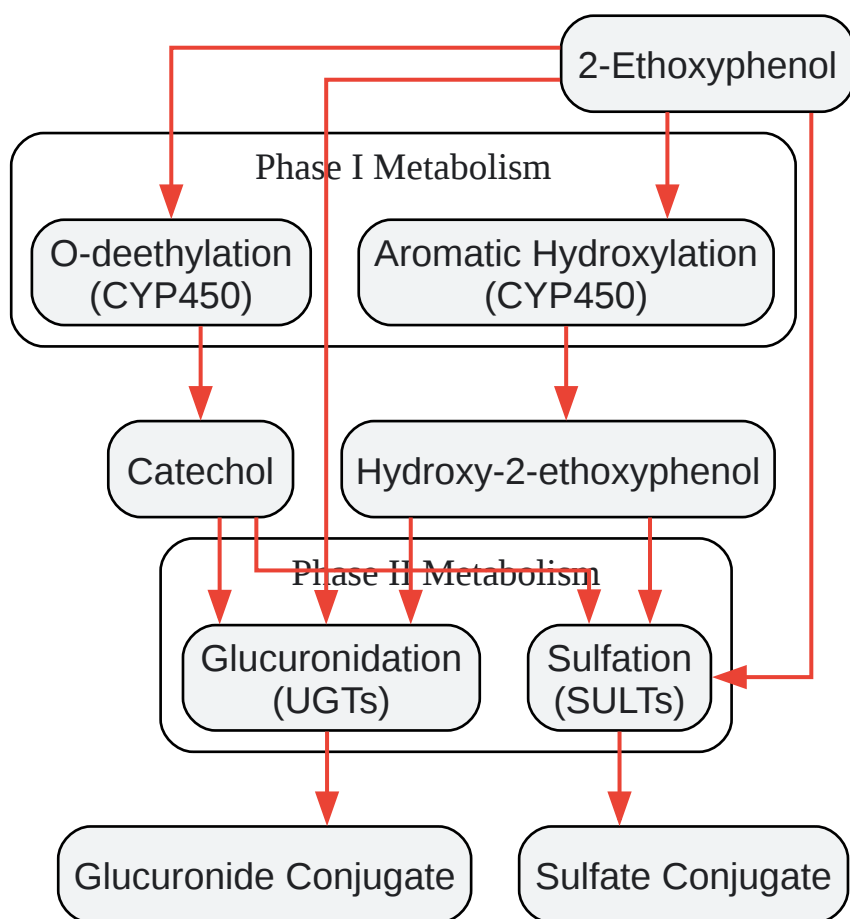 2-Ethoxyphenol
Phase I Metabolism
O-deethylation
(CYP450)
Aromatic Hydroxylation
(CYP450)
Catechol
Hydroxy-2-ethoxyphenol
Phase II Metabolism
Glucuronidation
(UGTs)
Sulfation
(SULTs)
Glucuronide Conjugate
Sulfate Conjugate